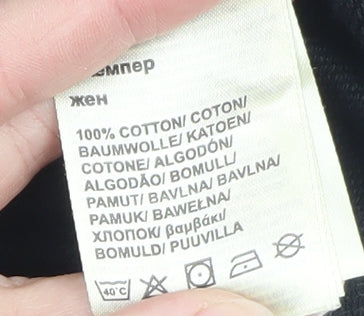 емпер
жен
100% COTTON/ COTON/
BAUMWOLLE/ KATOEN/
COTONE/ ALGODÓN/
ALGODÃO/ BOMULL/
PAMUT/ BAVLNA/ BAVLNA/
PAMUK/ BAWEŁNA/
ХЛОПОК/ βαμβάκι/
BOMULD/ PUUVILLA
40°C